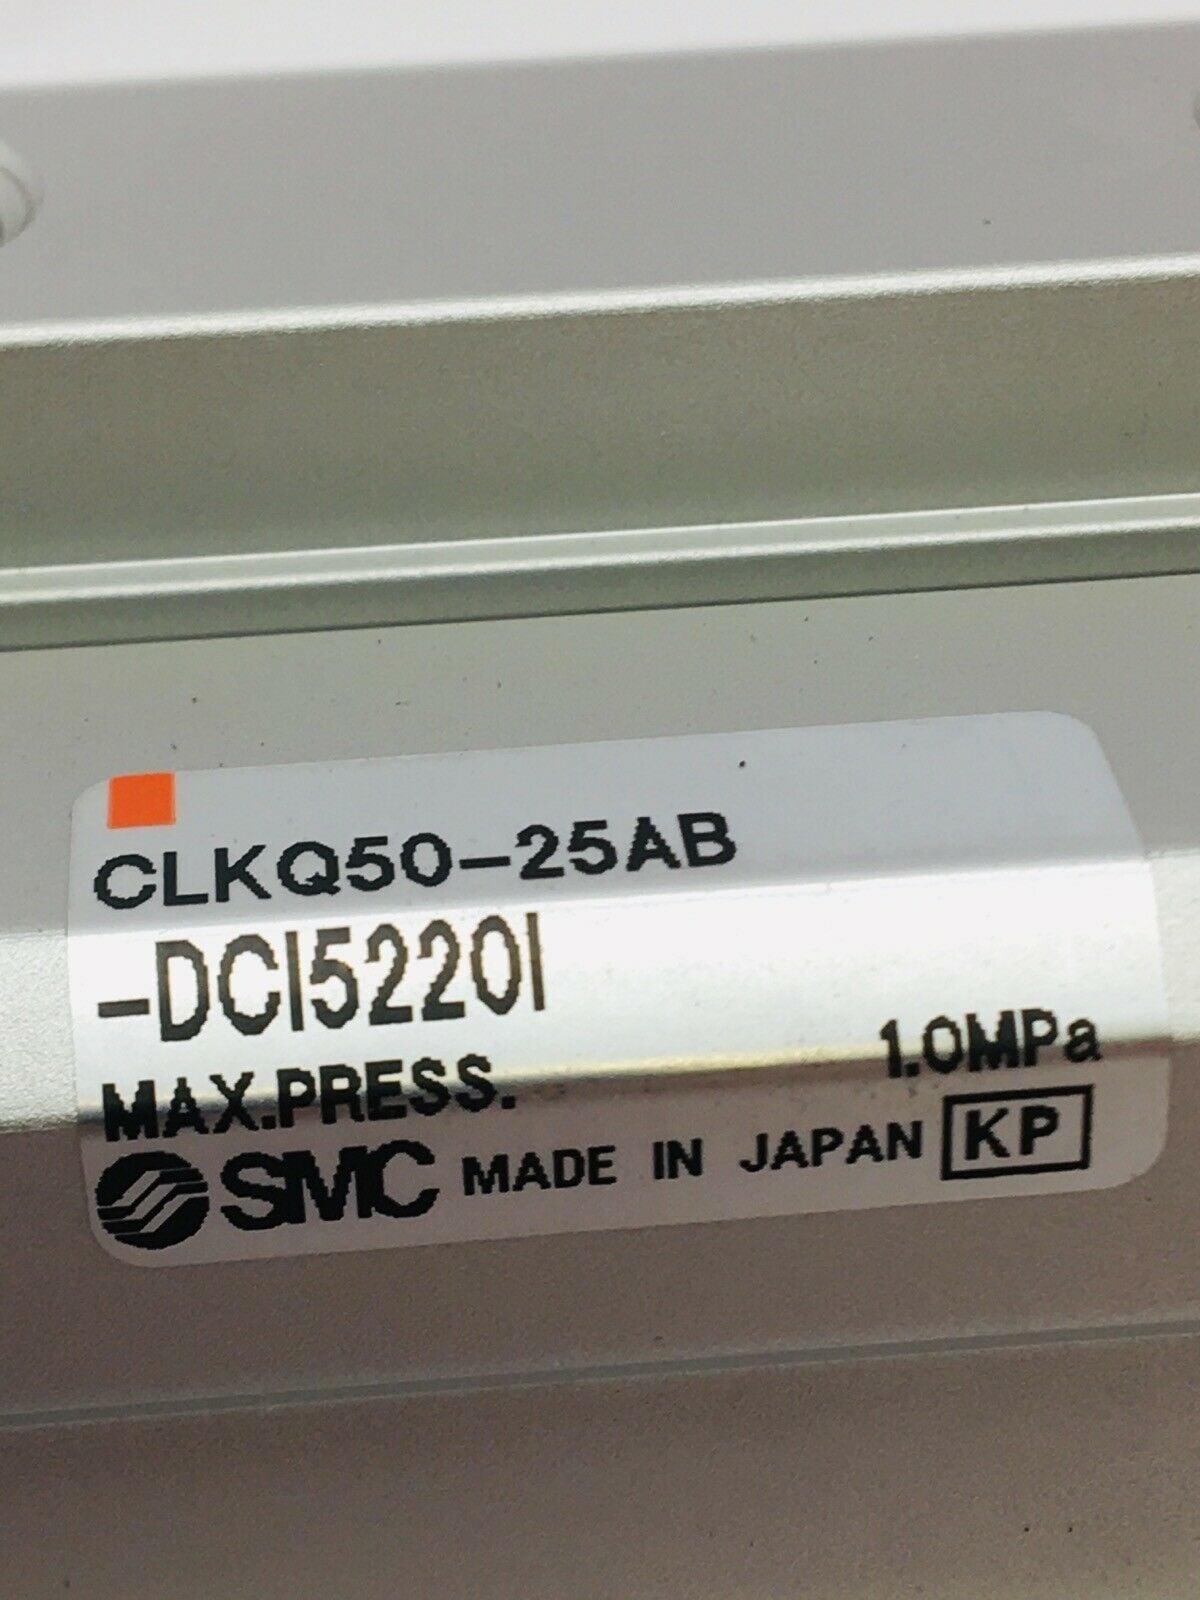 CLKQ50-25AB
-DCI5220I
MAX.PRESS. 1.0MPa
SMC MADE IN JAPAN KP